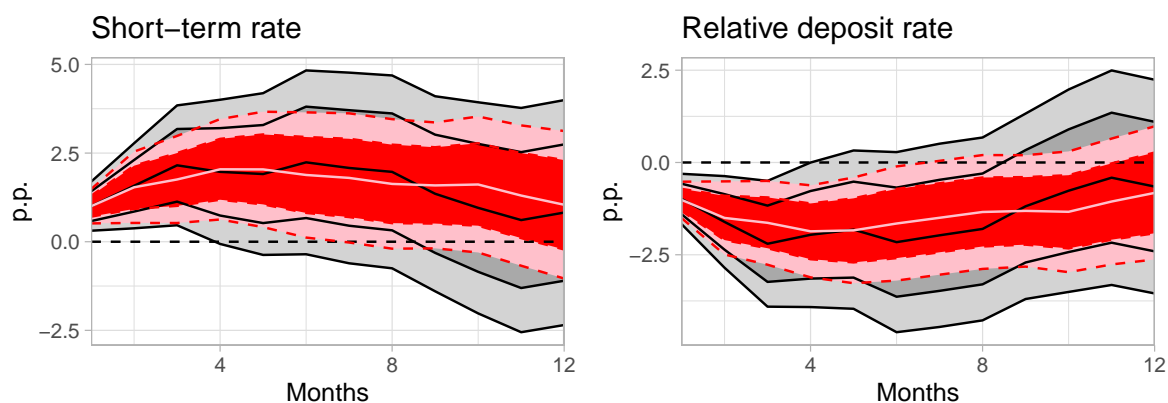 Short−term rate
p.p.
5.0
2.5
0.0
−2.5
4
8
12
Months
Relative deposit rate
p.p.
2.5
0.0
−2.5
4
8
12
Months